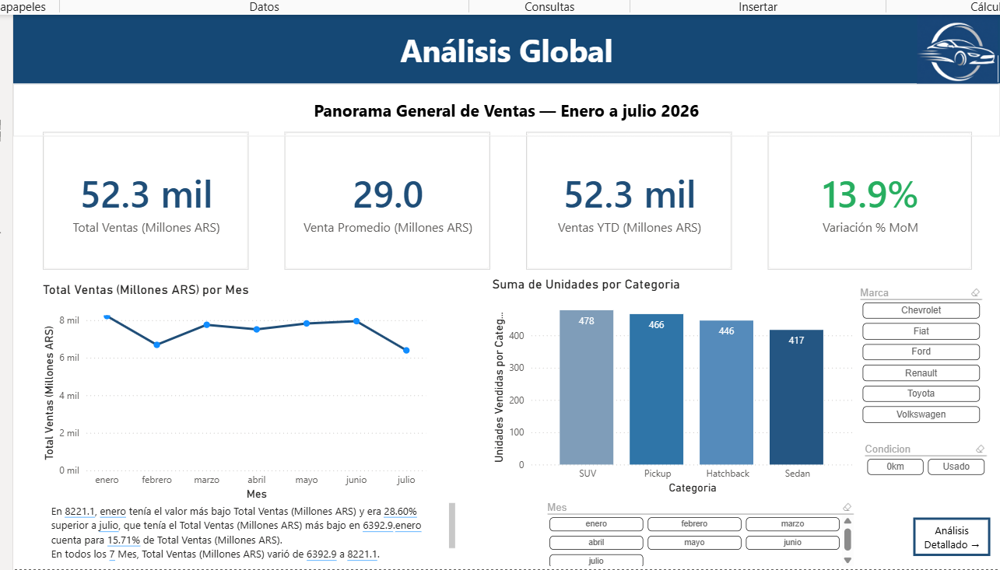 apapeles Datos Consultas Insertar Cálcul
Análisis Global
Panorama General de Ventas — Enero a julio 2026
52.3 mil
Total Ventas (Millones ARS)
29.0
Venta Promedio (Millones ARS)
52.3 mil
Ventas YTD (Millones ARS)
13.9%
Variación % MoM
Total Ventas (Millones ARS) por Mes
Total Ventas (Millones ARS)
8 mil
6 mil
4 mil
2 mil
0 mil
enero febrero marzo abril mayo junio julio
Mes
En 8221.1, enero tenía el valor más bajo Total Ventas (Millones ARS) y era 28.60%
superior a julio, que tenía el Total Ventas (Millones ARS) más bajo en 6392.9.enero
cuenta para 15.71% de Total Ventas (Millones ARS).
En todos los 7 Mes, Total Ventas (Millones ARS) varió de 6392.9 a 8221.1.
Suma de Unidades por Categoria
Unidades Vendidas por Categ...
400
300
200
100
0
478 466 446 417
SUV Pickup Hatchback Sedan
Categoria
Marca
Chevrolet
Fiat
Ford
Renault
Toyota
Volkswagen
Condicion
0km Usado
Mes
enero febrero marzo
abril mayo junio
julio
Análisis
Detallado →